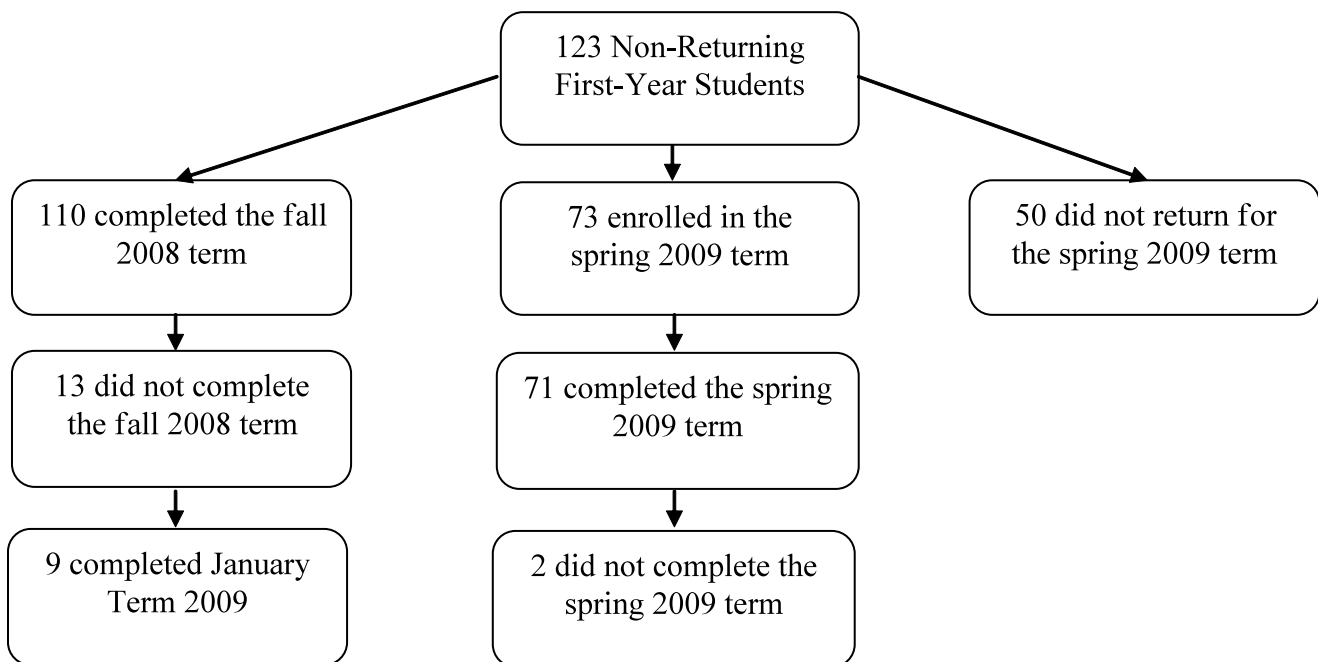 123 Non-Returning
First-Year Students
110 completed the fall
2008 term
73 enrolled in the
spring 2009 term
50 did not return for
the spring 2009 term
13 did not complete
the fall 2008 term
71 completed the spring
2009 term
9 completed January
Term 2009
2 did not complete the
spring 2009 term